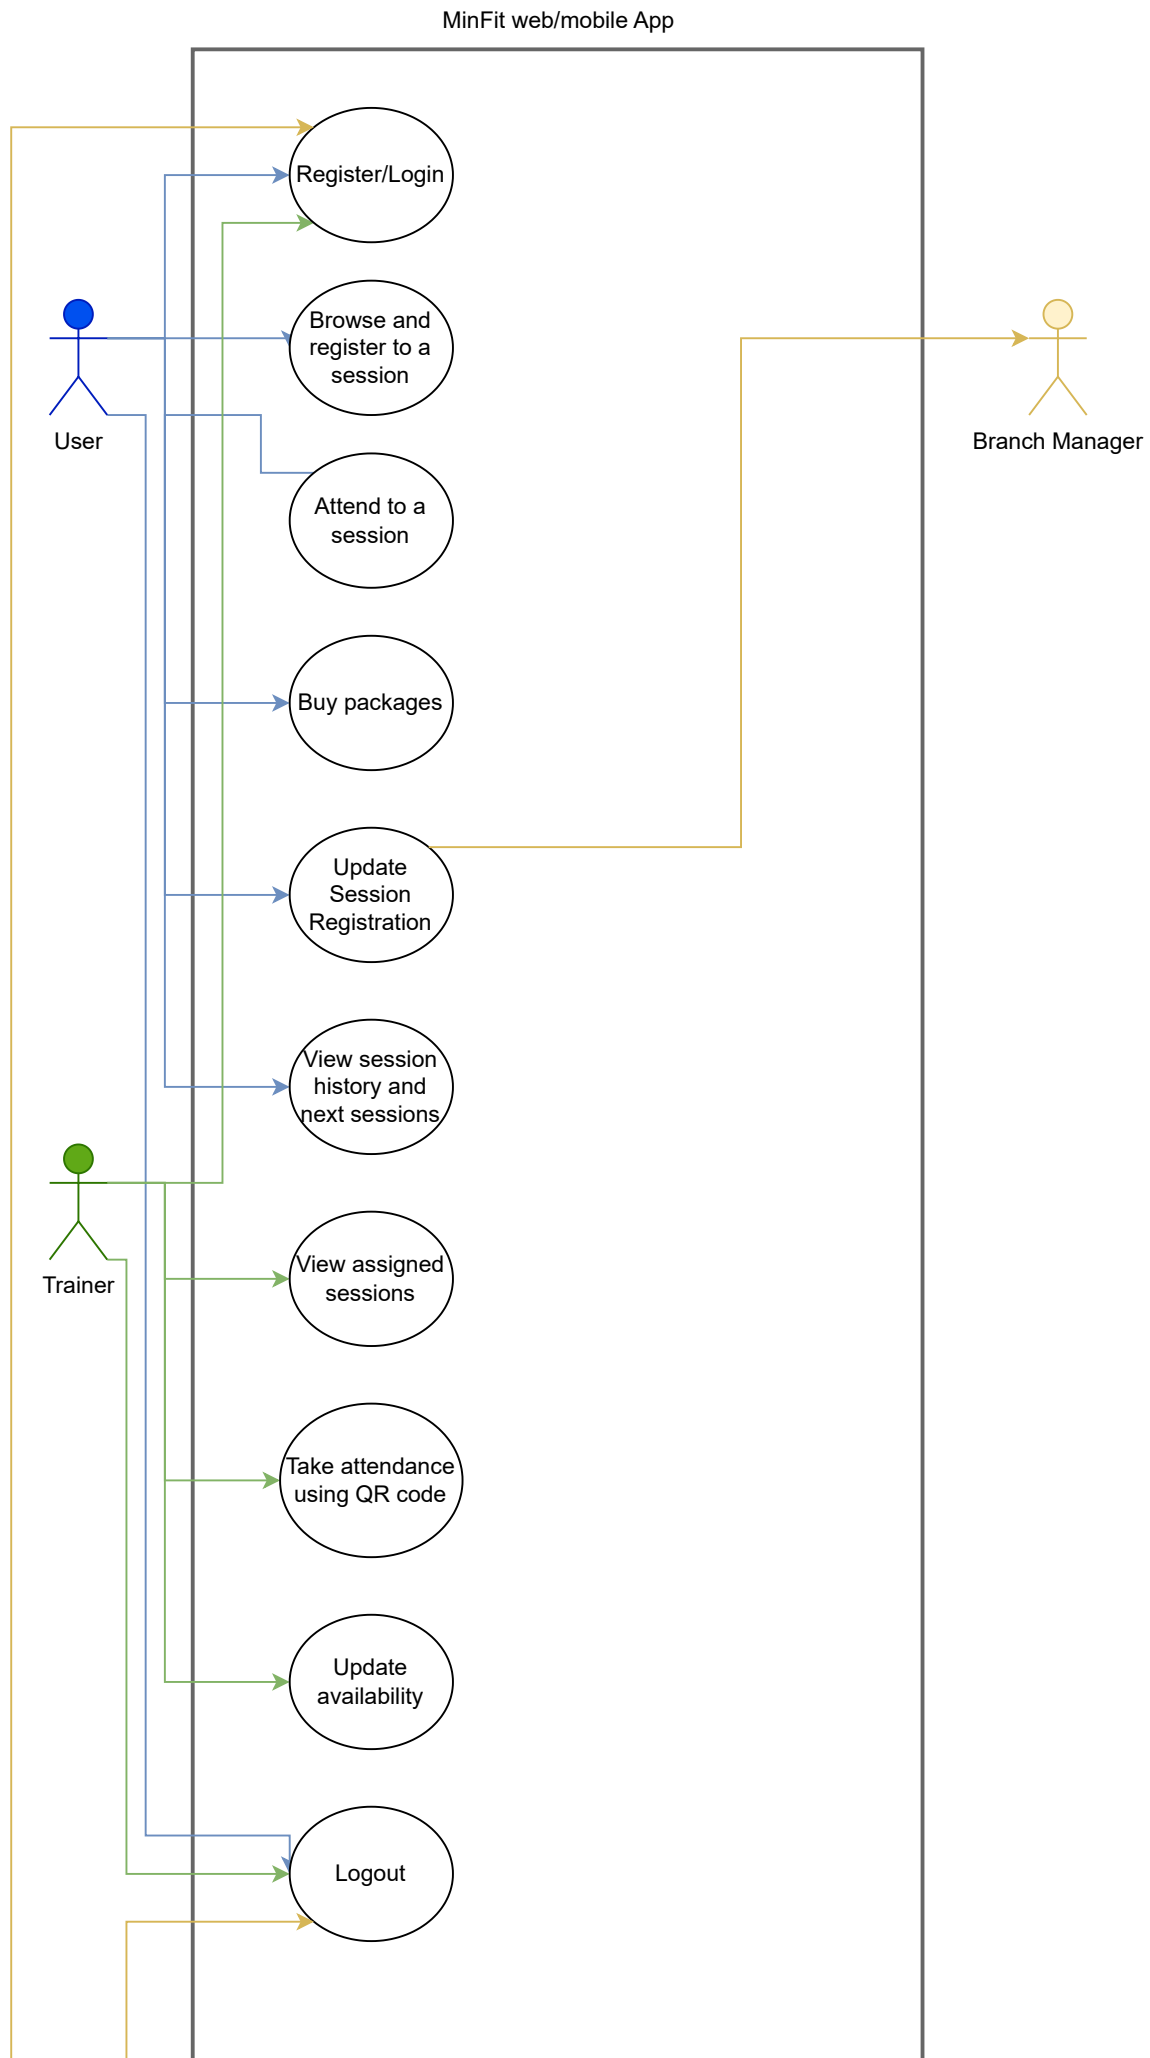 MinFit web/mobile App
Register/Login
Browse and
register to a
session
User
Branch Manager
Attend to a
session
Buy packages
Update
Session
Registration
View session
history and
next sessions
Trainer
View assigned
sessions
Take attendance
using QR code
Update
availability
Logout